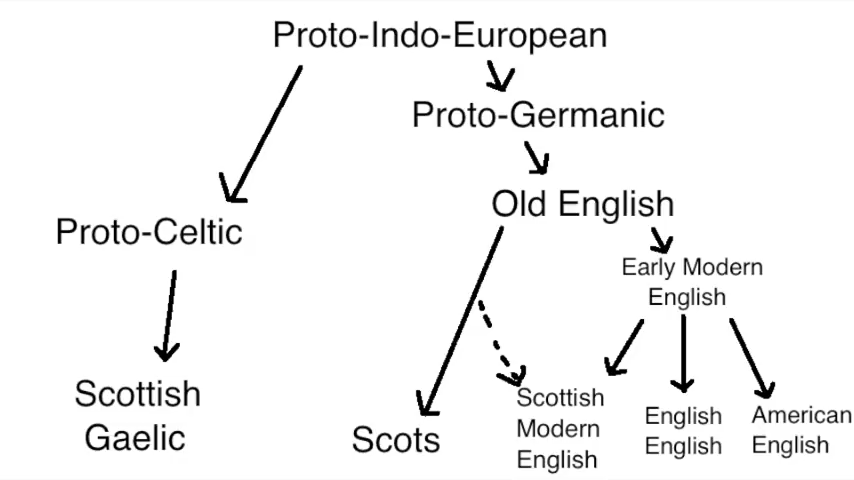 Proto-Indo-European
Proto-Germanic
Old English
Proto-Celtic
Early Modern
English
Scottish
Gaelic
Scots
Scottish
Modern
English
English
English
American
English